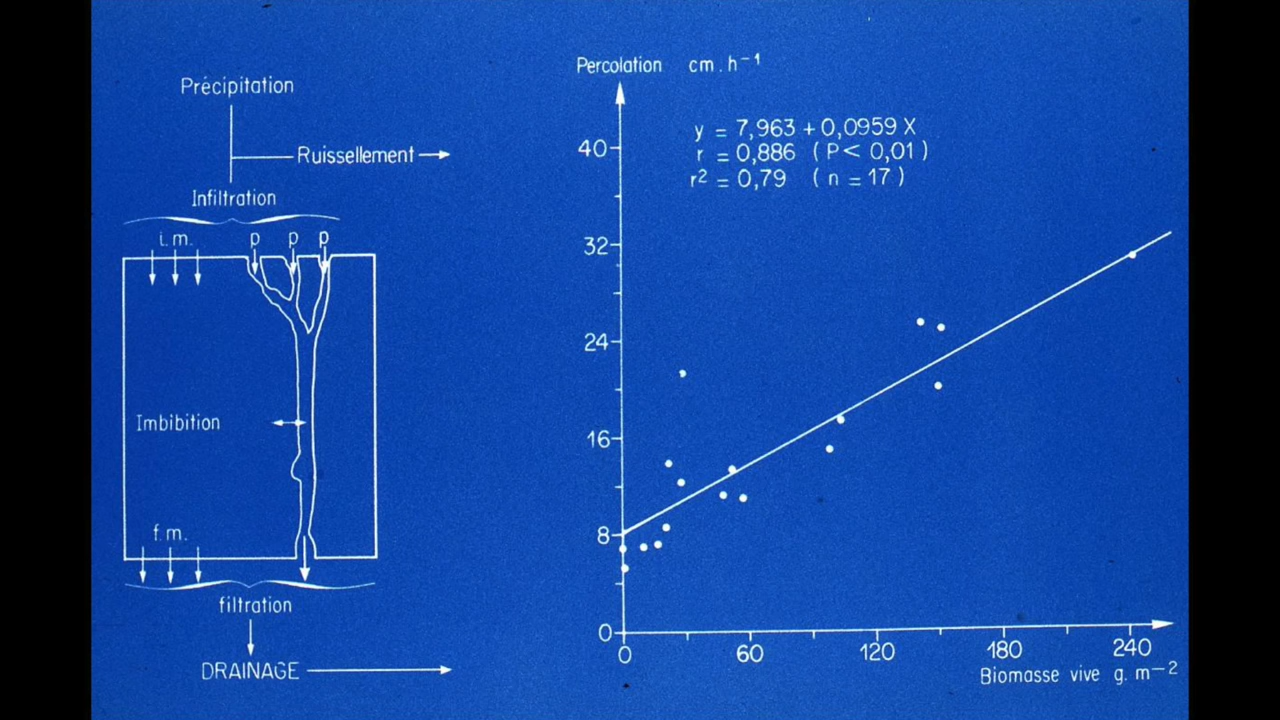 Précipitation
Ruissellement
Infiltration
i.m. p p p
Imbibition
f.m.
filtration
DRAINAGE
Percolation cm.h⁻¹
y = 7,963 + 0,0959 X
r = 0,886 (P < 0,01)
r² = 0,79 (n = 17)
40
32
24
16
8
0
0 60 120 180 240
Biomasse vive g. m⁻²